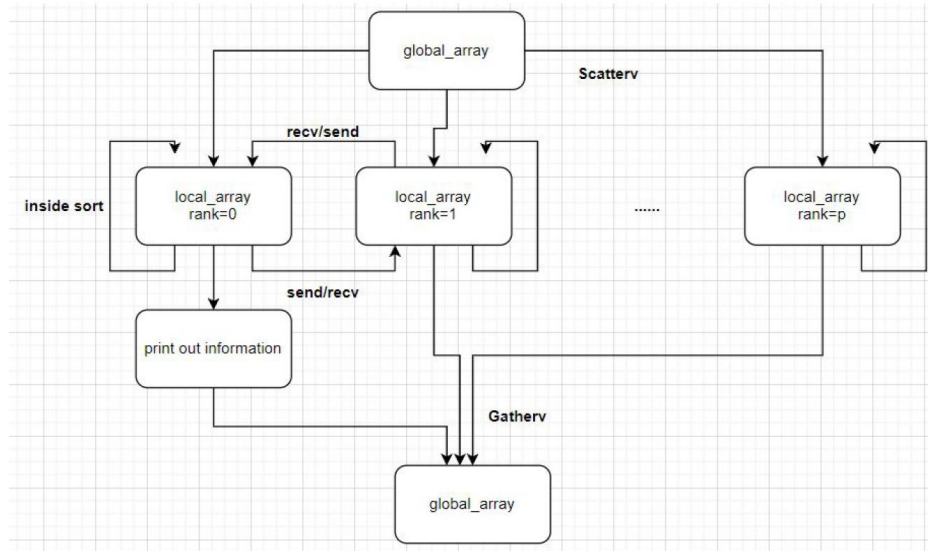 global_array
Scatterv
recv/send
inside sort
local_array
rank=0
local_array
rank=1
......
local_array
rank=p
send/recv
print out information
Gatherv
global_array